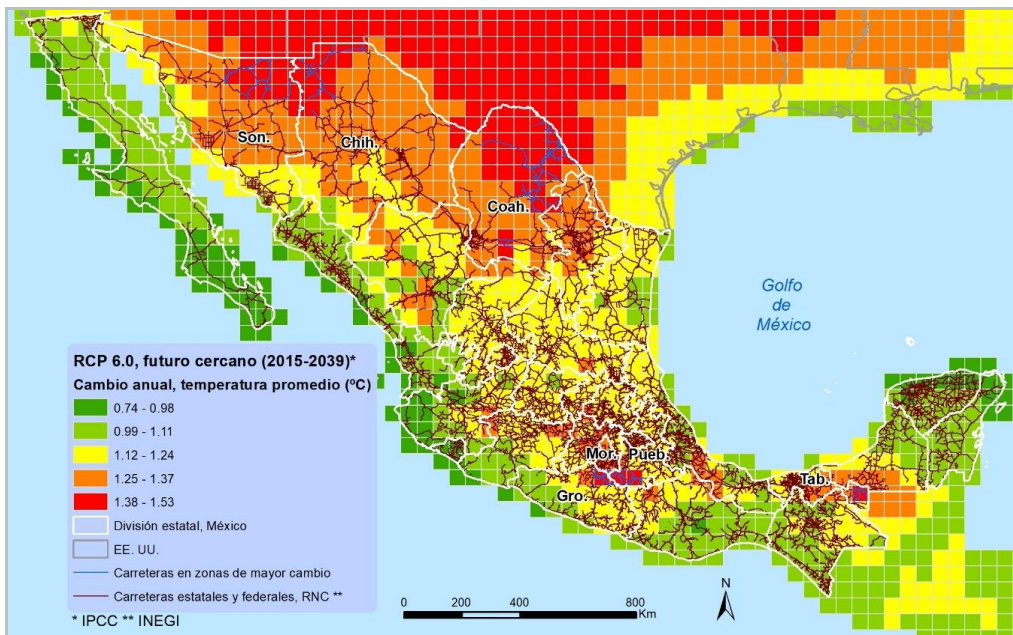 Son.
Chih.
Coah.
Golfo
de
México
Mor.
Pueb.
Gro.
Tab.
RCP 6.0, futuro cercano (2015-2039)*
Cambio anual, temperatura promedio (ºC)
0.74 - 0.98
0.99 - 1.11
1.12 - 1.24
1.25 - 1.37
1.38 - 1.53
División estatal, México
EE. UU.
Carreteras en zonas de mayor cambio
Carreteras estatales y federales, RNC **
* IPCC ** INEGI
0 200 400 800
Km
N